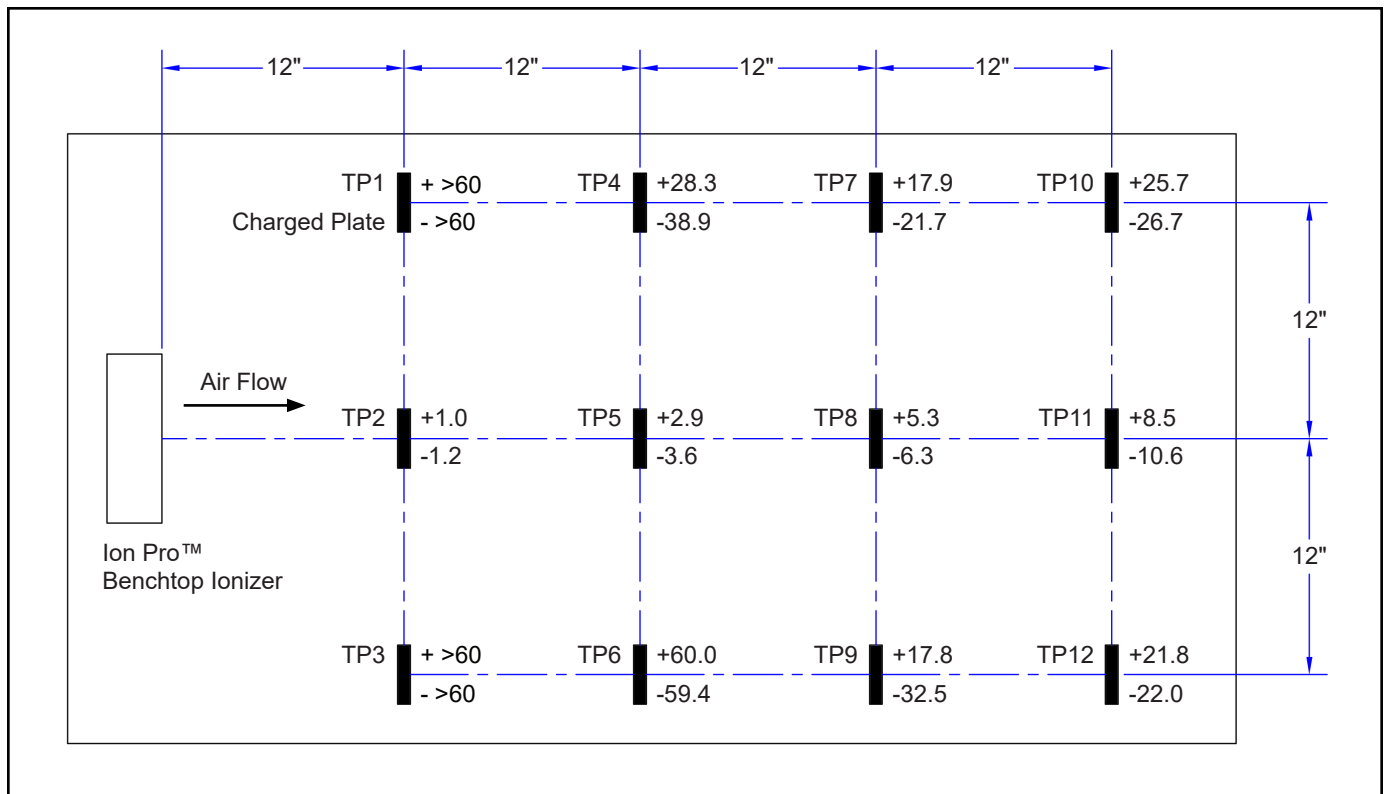 12" 12" 12" 12"
TP1 + >60 TP4 +28.3 TP7 +17.9 TP10 +25.7
Charged Plate - >60 -38.9 -21.7 -26.7
12"
Air Flow
TP2 +1.0 TP5 +2.9 TP8 +5.3 TP11 +8.5
-1.2 -3.6 -6.3 -10.6
Ion Pro™
12"
Benchtop Ionizer
TP3 + >60 TP6 +60.0 TP9 +17.8 TP12 +21.8
- >60 -59.4 -32.5 -22.0